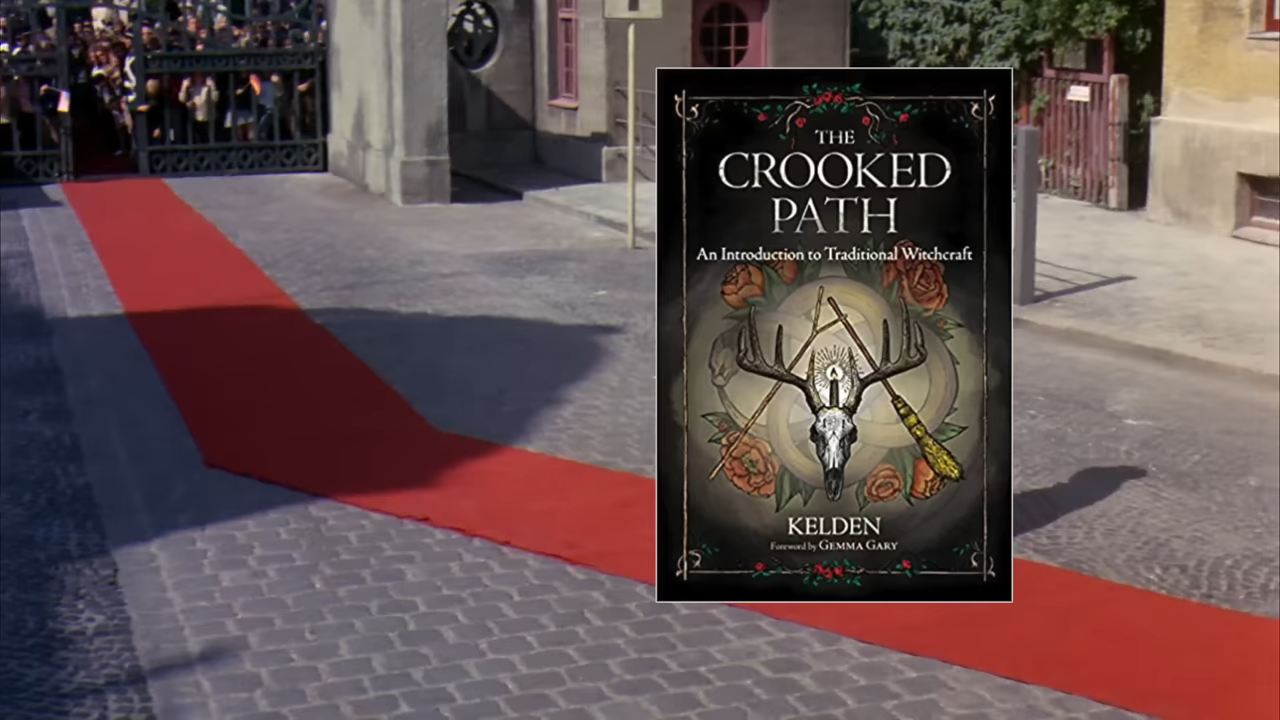 THE
CROOKED
PATH
An Introduction to Traditional Witchcraft
KELDEN
Foreword by GEMMA GARY